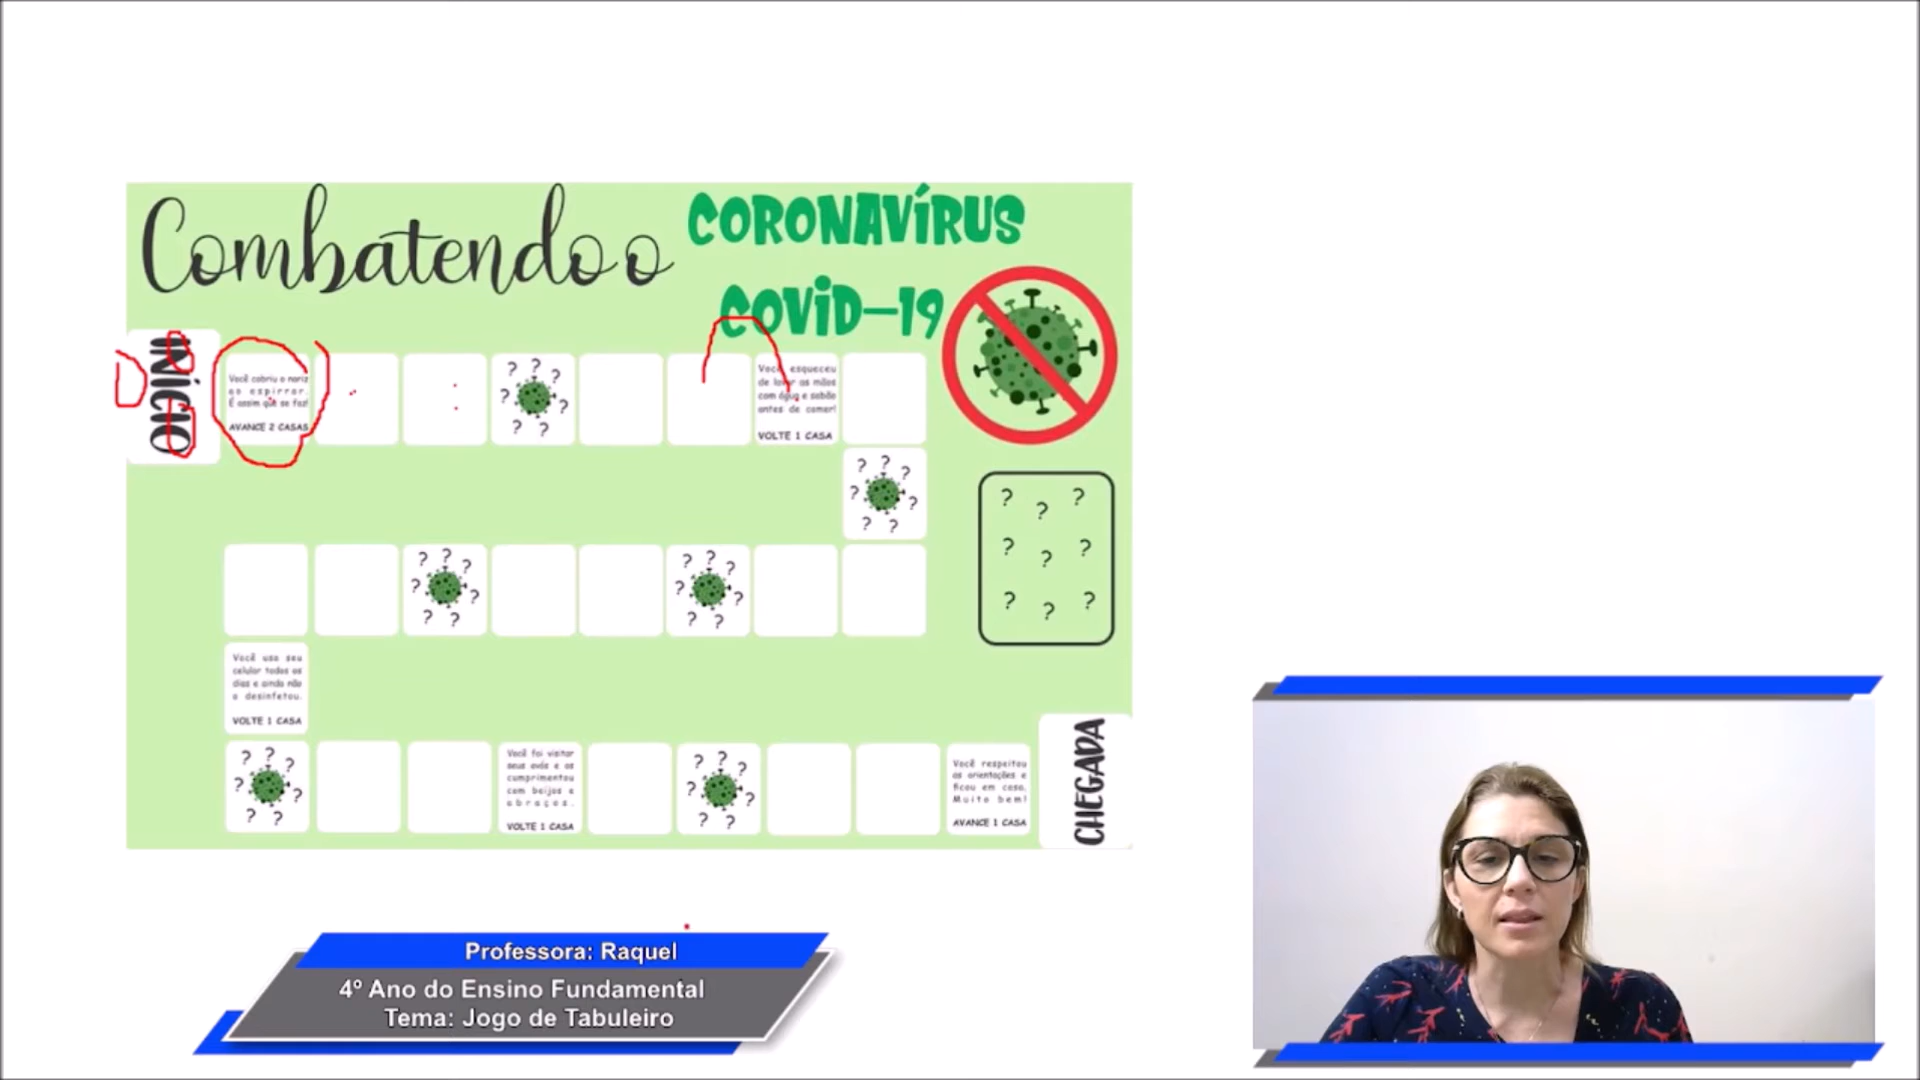 Combatendo o
CORONAVÍRUS
COVID-19
INÍCIO
Você cobriu o nariz
ao espirrar.
É assim que se faz!
AVANCE 2 CASAS
? ? ? ? ? ? ?
Você esqueceu
de lavar as mãos
com água e sabão
antes de comer!
VOLTE 1 CASA
? ? ? ? ? ? ?
? ? ?
? ? ?
? ? ?
? ? ? ? ? ? ?
? ? ? ? ? ? ?
Você usa seu
celular todos os
dias e ainda não
o desinfetou.
VOLTE 1 CASA
? ? ? ? ? ? ?
Você foi visitar
seus avós e os
cumprimentou
com beijos e
abraços.
VOLTE 1 CASA
? ? ? ? ? ? ?
Você respeitou
as orientações e
ficou em casa.
Muito bem!
AVANCE 1 CASA
CHEGADA
Professora: Raquel
4º Ano do Ensino Fundamental
Tema: Jogo de Tabuleiro